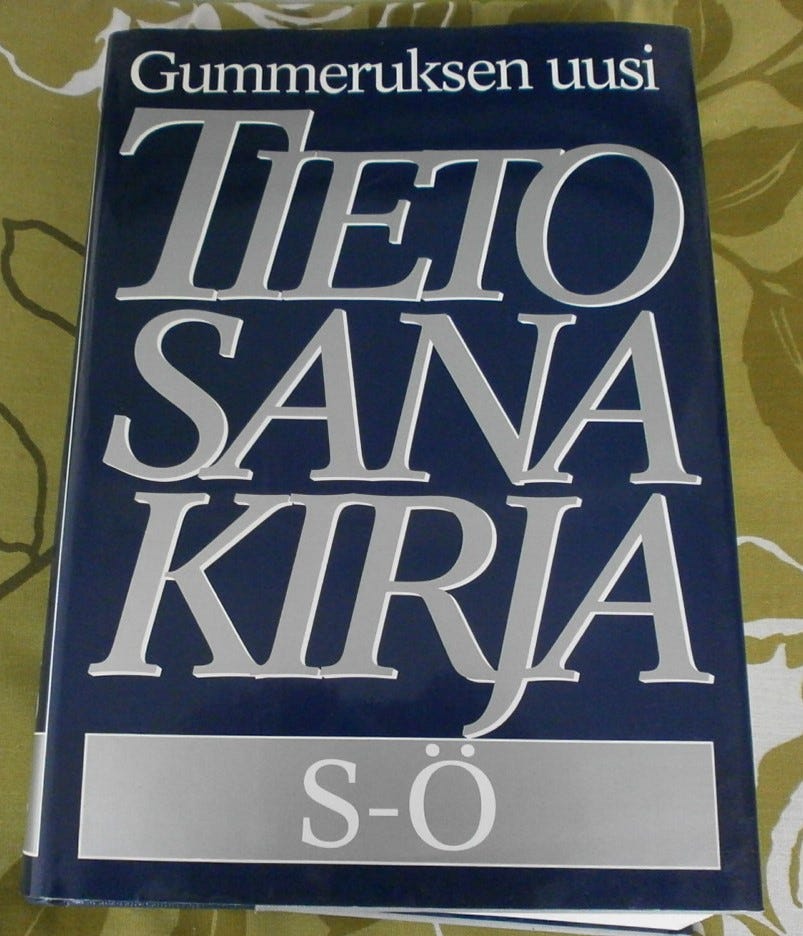 Gummeruksen uusi
TIETO
SANA
KIRJA
S-Ö